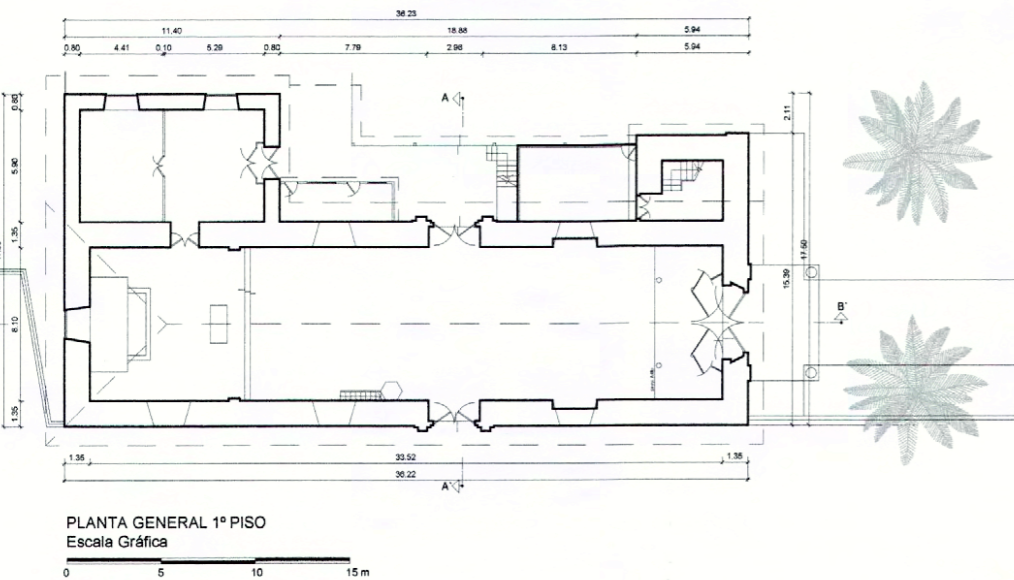 36.23
11.40 18.88 5.94
0.80 4.41 0.10 5.29 0.80 7.79 2.98 8.13 5.94
A
0.80
2.11
5.90
1.35
17.50
15.39
B'
8.10
1.35
1.36 33.52 1.38
36.22
A'
PLANTA GENERAL 1º PISO
Escala Gráfica
0 5 10 15 m